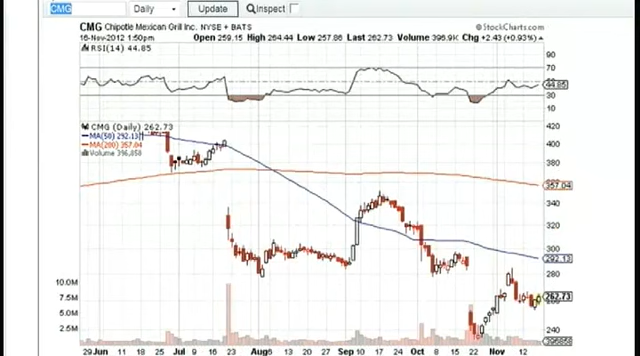 CMG Daily Update Inspect
CMG Chipotle Mexican Grill Inc. NYSE + BATS © StockCharts.com
16-Nov-2012 1:50pm Open 259.15 High 264.44 Low 257.86 Last 262.73 Volume 396.9K Chg +2.43 (+0.93%)
RSI(14) 44.85
90
70
50
44.85
30
10
CMG (Daily) 262.73
MA(50) 292.13
MA(200) 357.04
Volume 396,850
420
400
380
357.04
340
320
300
292.13
280
262.73
240
10.0M
7.5M
5.0M
2.5M
396850
29 Jun 11 18 25 Jul 9 16 23 Aug 6 13 20 27 Sep 10 17 24 Oct 8 15 22 Nov 12